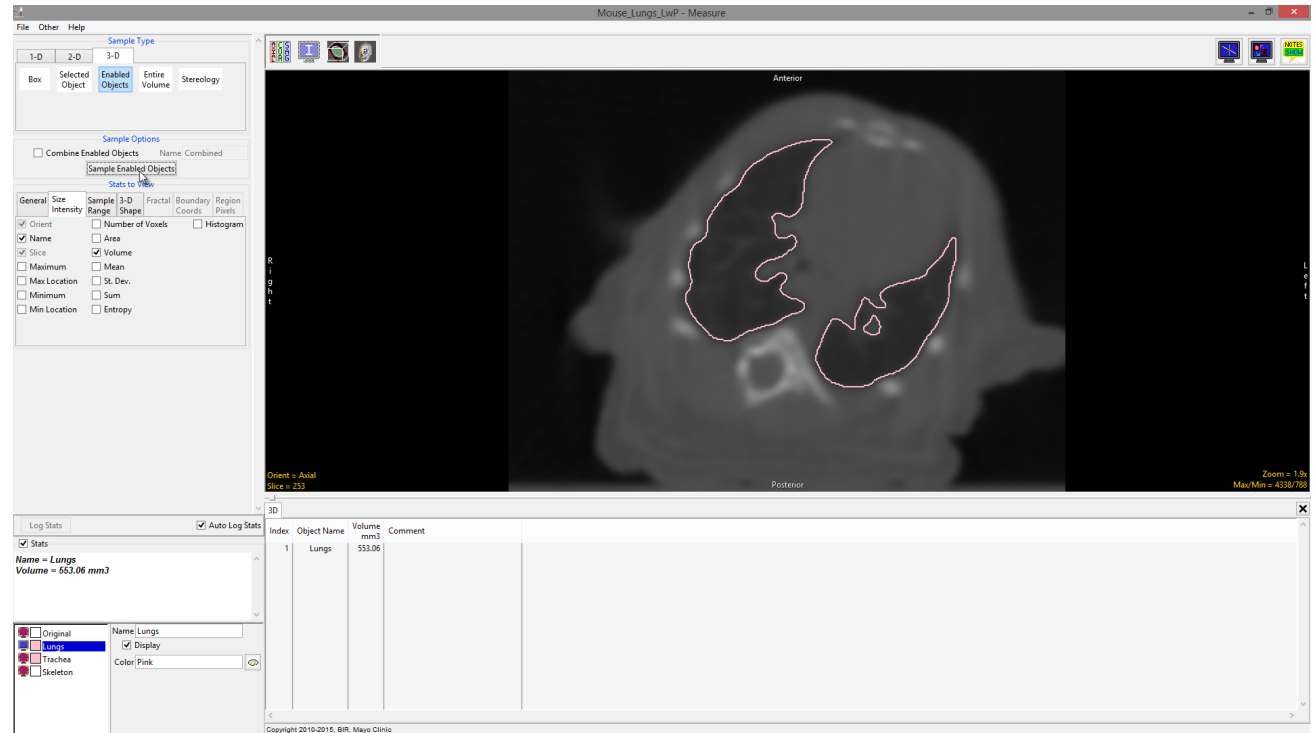 Mouse_Lungs_LwP - Measure
File Other Help
Sample Type
1-D 2-D 3-D
Box Selected Object Enabled Objects Entire Volume Stereology
Sample Options
Combine Enabled Objects Name Combined
Sample Enabled Objects
Stats to View
General Size Intensity Sample Range 3-D Shape Fractal Boundary Coords Region Pixels
Orient Number of Voxels Histogram
Name Area
Slice Volume
Maximum Mean
Max Location St. Dev.
Minimum Sum
Min Location Entropy
NOTES
SHOW
Anterior
Right
Left
Orient = Axial
Slice = 253
Posterior
Zoom = 1.9x
Max/Min = 4338/788
Log Stats Auto Log Stats
Stats
Name = Lungs
Volume = 553.06 mm3
3D
Index Object Name Volume mm3 Comment
1 Lungs 553.06
Original
Lungs
Trachea
Skeleton
Name Lungs
Display
Color Pink
Copyright 2010-2015, BIR, Mayo Clinic